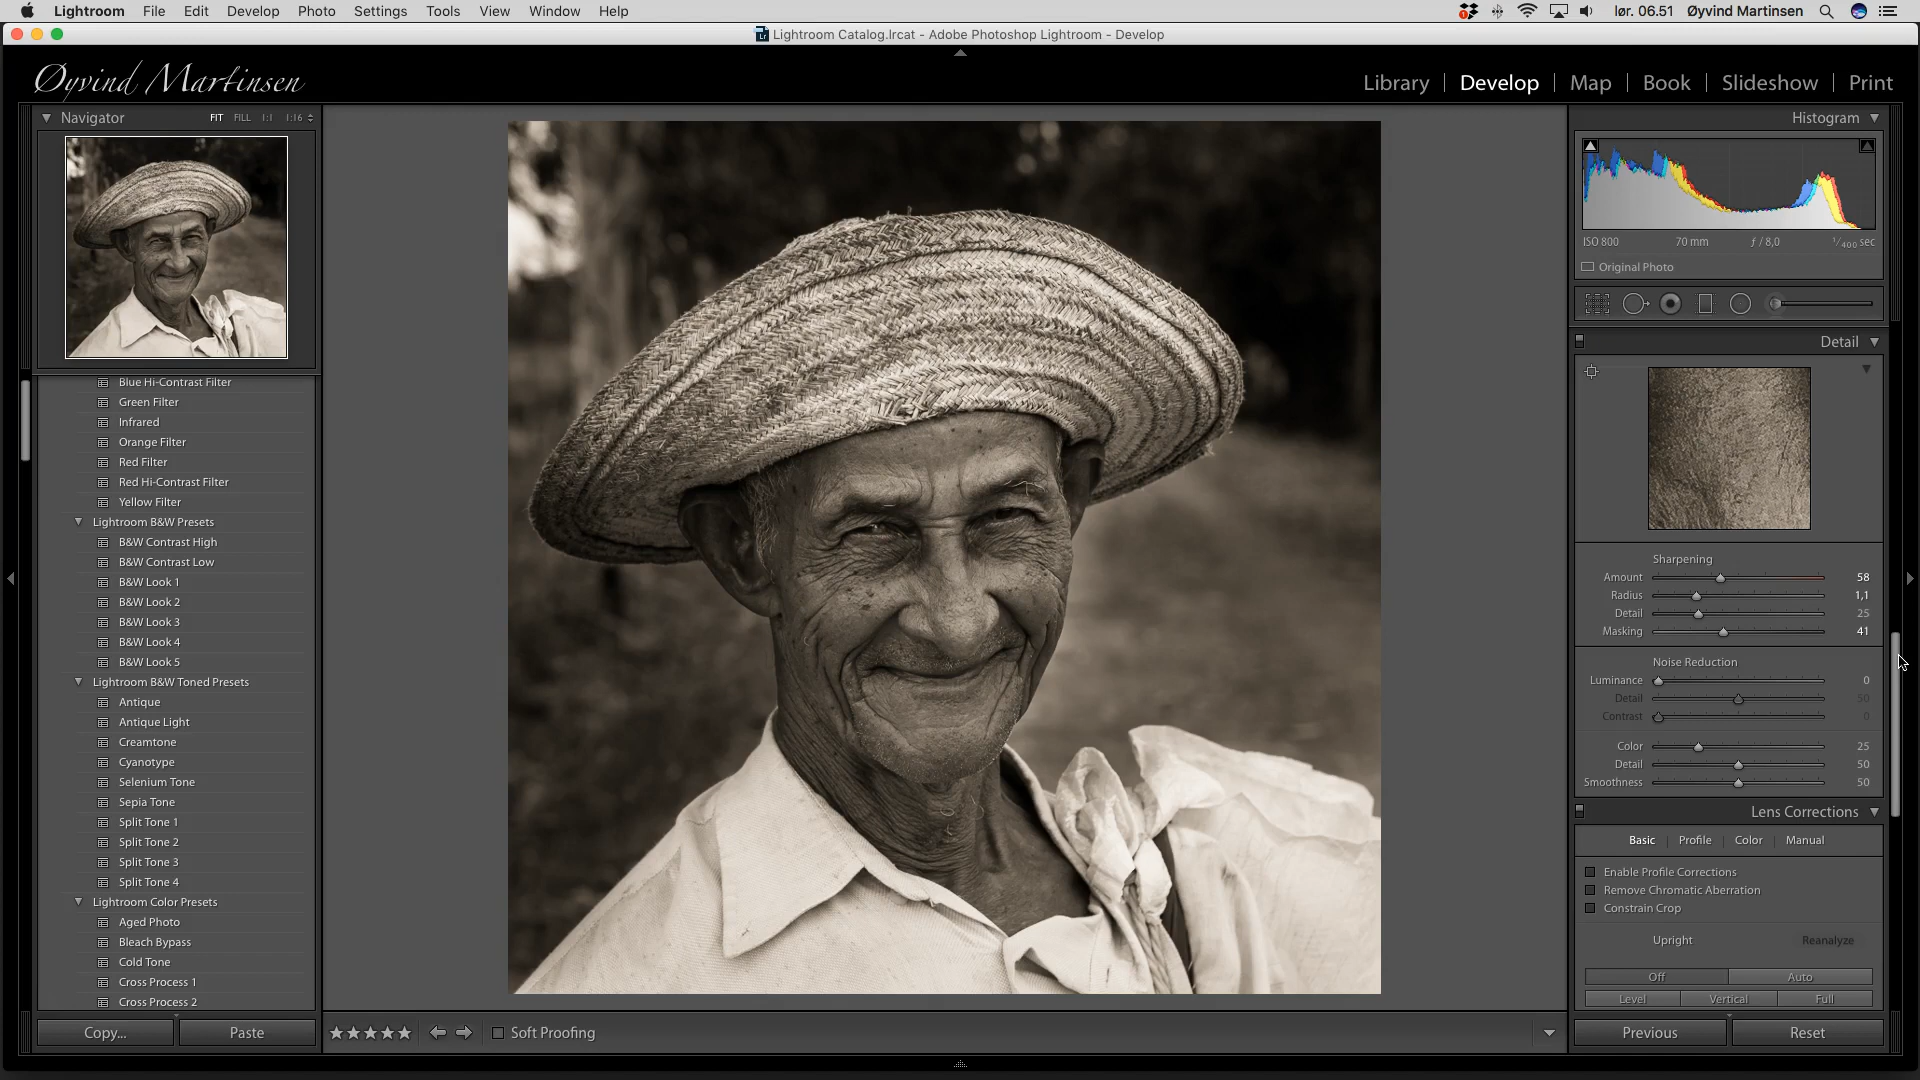 Lightroom File Edit Develop Photo Settings Tools View Window Help
lør. 06.51 Øyvind Martinsen
Lightroom Catalog.lrcat - Adobe Photoshop Lightroom - Develop
Øyvind Martinsen
Library | Develop | Map | Book | Slideshow | Print
Navigator FIT FILL 1:1 1:16
Blue Hi-Contrast Filter
Green Filter
Infrared
Orange Filter
Red Filter
Red Hi-Contrast Filter
Yellow Filter
Lightroom B&W Presets
B&W Contrast High
B&W Contrast Low
B&W Look 1
B&W Look 2
B&W Look 3
B&W Look 4
B&W Look 5
Lightroom B&W Toned Presets
Antique
Antique Light
Creamtone
Cyanotype
Selenium Tone
Sepia Tone
Split Tone 1
Split Tone 2
Split Tone 3
Split Tone 4
Lightroom Color Presets
Aged Photo
Bleach Bypass
Cold Tone
Cross Process 1
Cross Process 2
Copy... Paste
Soft Proofing
Histogram
ISO 800 70 mm ƒ / 8,0 1/400 sec
Original Photo
Detail
Sharpening
Amount 58
Radius 1,1
Detail 25
Masking 41
Noise Reduction
Luminance 0
Detail 50
Contrast 0
Color 25
Detail 50
Smoothness 50
Lens Corrections
Basic | Profile | Color | Manual
Enable Profile Corrections
Remove Chromatic Aberration
Constrain Crop
Upright Reanalyze
Off Auto
Level Vertical Full
Previous Reset